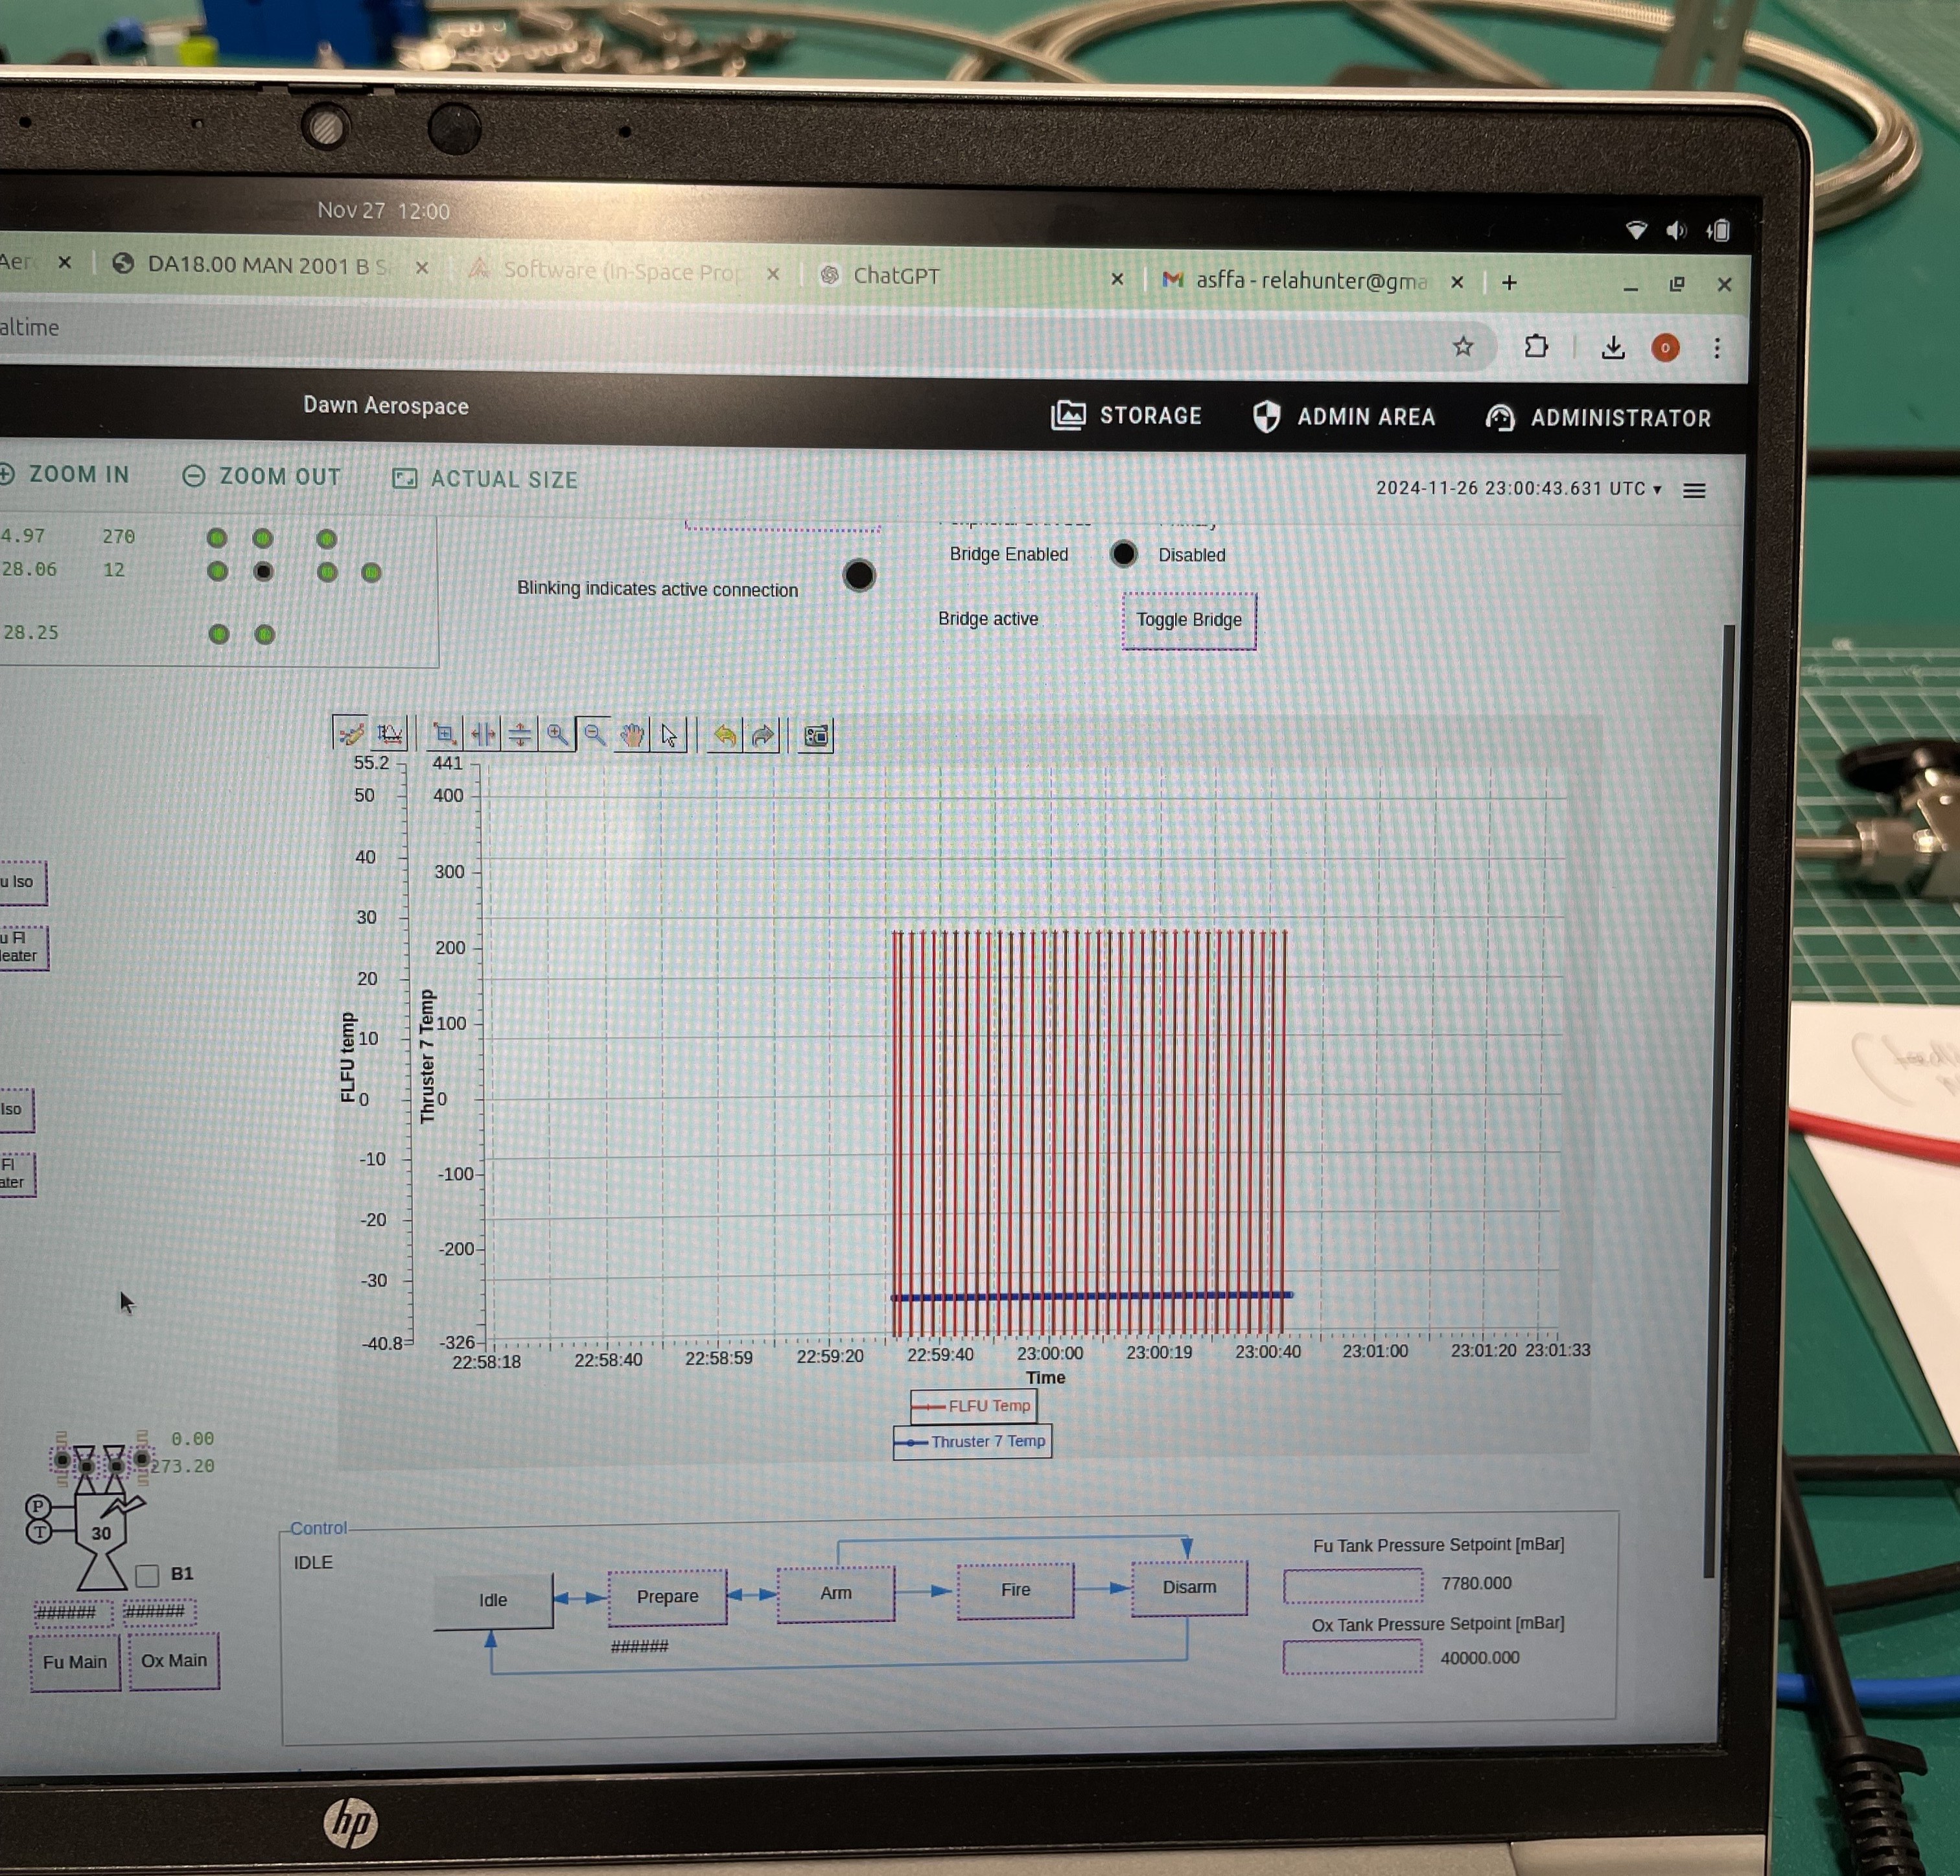 Nov 27 12:00
DA18.00 MAN 2001 B S
Software (In-Space Prop
ChatGPT
asffa - relahunter@gma
altime
o
Dawn Aerospace
STORAGE
ADMIN AREA
ADMINISTRATOR
ZOOM IN
ZOOM OUT
ACTUAL SIZE
2024-11-26 23:00:43.631 UTC
4.97 270
28.06 12
28.25
Blinking indicates active connection
Bridge Enabled
Disabled
Bridge active
Toggle Bridge
55.2
50
40
30
20
10
0
-10
-20
-30
-40.8
FLFU temp
441
400
300
200
100
0
-100
-200
-326
Thruster 7 Temp
22:58:18 22:58:40 22:58:59 22:59:20 22:59:40 23:00:00 23:00:19 23:00:40 23:01:00 23:01:20 23:01:33
Time
FLFU Temp
Thruster 7 Temp
u Iso
u Fl
leater
Iso
Fl
ater
0.00
273.20
P
T
30
B1
###### ######
Fu Main
Ox Main
Control
IDLE
Idle
Prepare
Arm
Fire
Disarm
######
Fu Tank Pressure Setpoint [mBar]
7780.000
Ox Tank Pressure Setpoint [mBar]
40000.000
hp